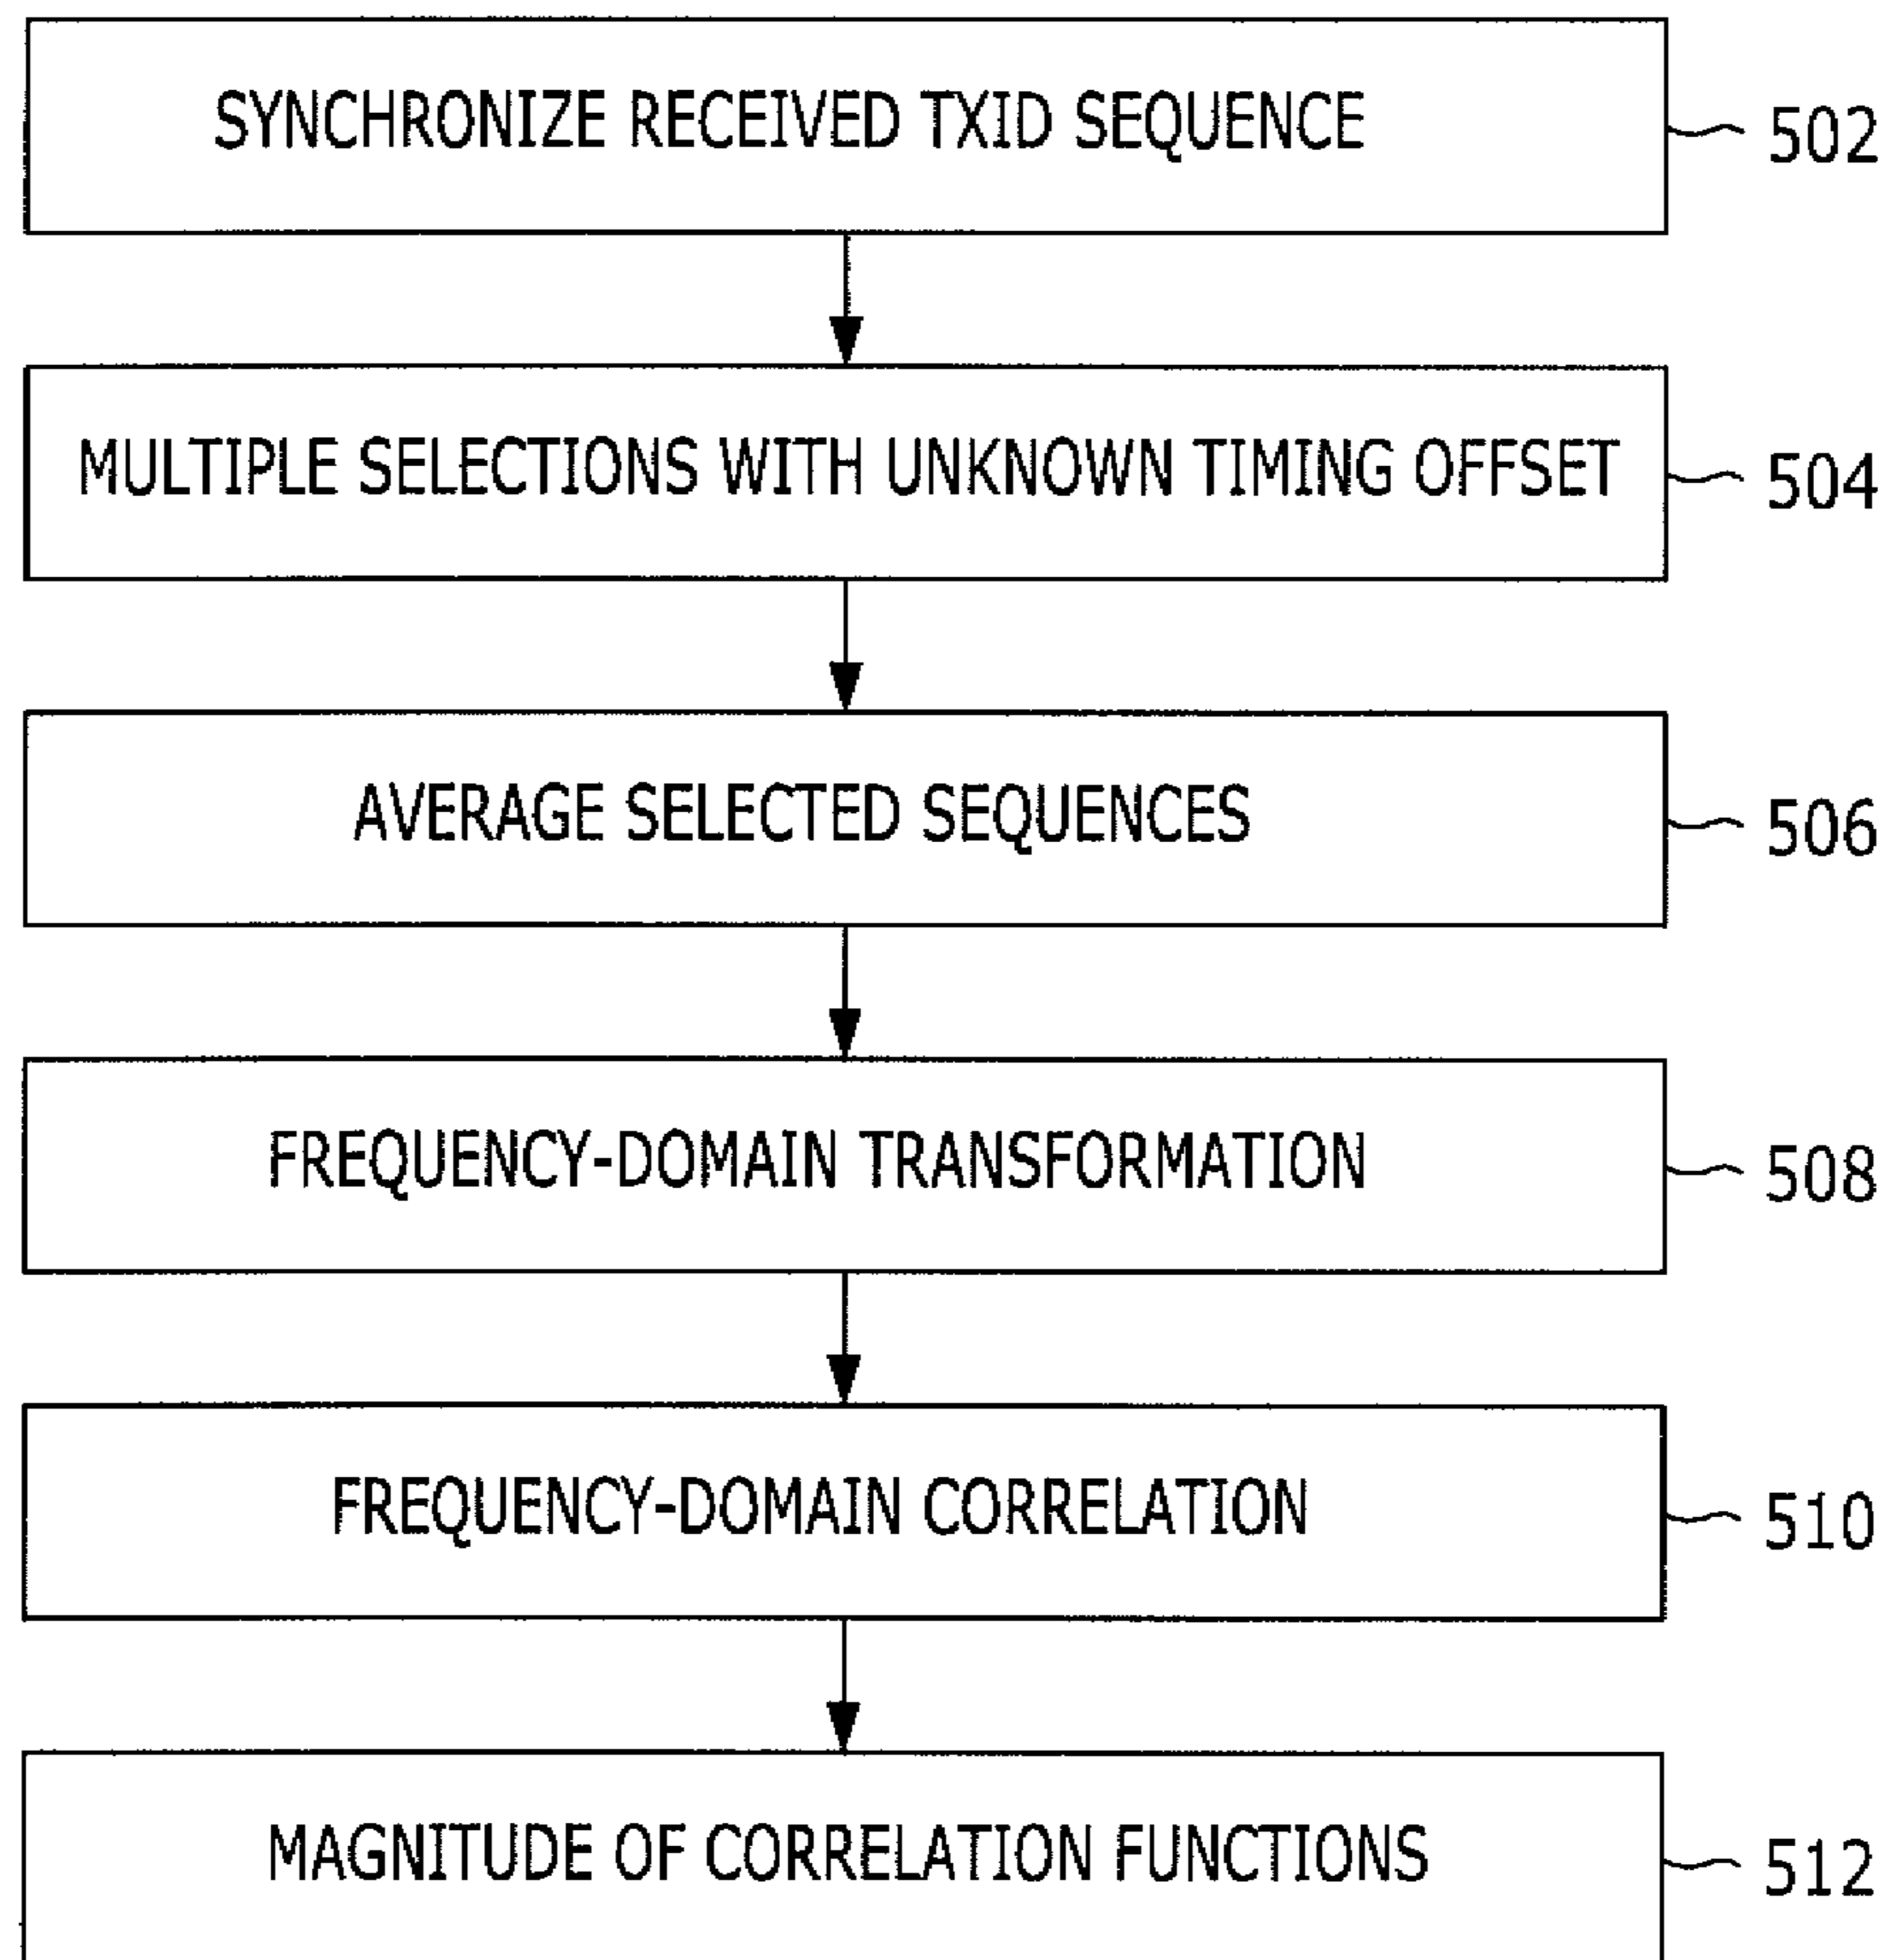 SYNCHRONIZE RECEIVED TXID SEQUENCE
502
MULTIPLE SELECTIONS WITH UNKNOWN TIMING OFFSET
504
AVERAGE SELECTED SEQUENCES
506
FREQUENCY-DOMAIN TRANSFORMATION
508
FREQUENCY-DOMAIN CORRELATION
510
MAGNITUDE OF CORRELATION FUNCTIONS
512